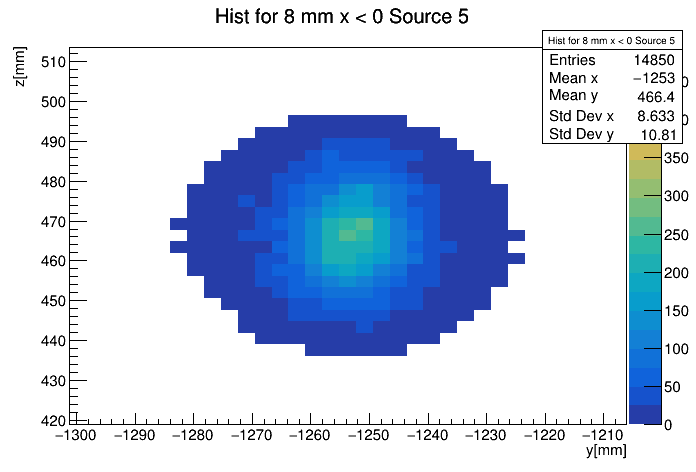 Hist for 8 mm x < 0 Source 5
z[mm]
510
500
490
480
470
460
450
440
430
420
−1300 −1290 −1280 −1270 −1260 −1250 −1240 −1230 −1220 −1210
y[mm]
Hist for 8 mm x < 0 Source 5
Entries 14850
Mean x −1253
Mean y 466.4
Std Dev x 8.633
Std Dev y 10.81
350
300
250
200
150
100
50
0